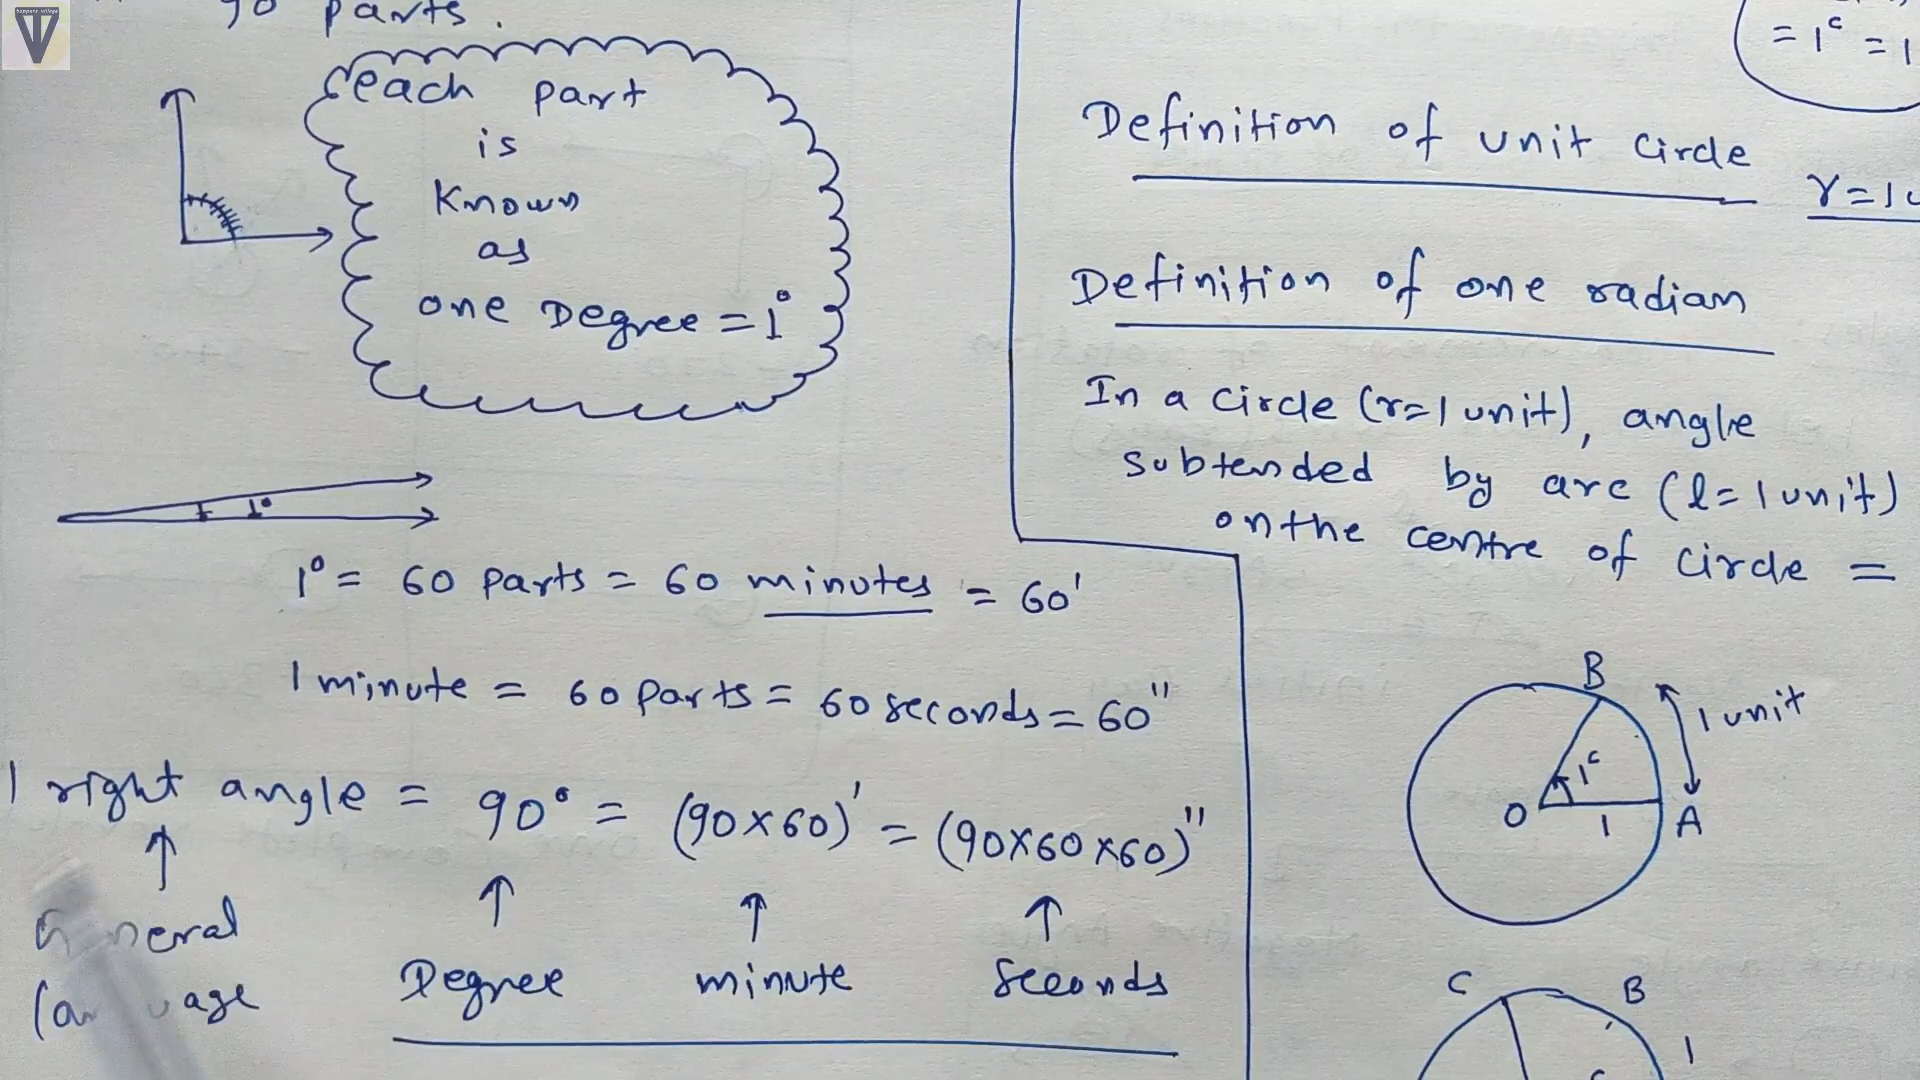 90 parts.
each part
is
Known
as
one Degree = 1°
1°
1° = 60 parts = 60 minutes = 60'
1 minute = 60 parts = 60 seconds = 60"
1 right angle = 90° = (90×60)' = (90×60×60)"
General
Degree
minute
Seconds
= 1ᶜ = 1
Definition of unit circle
r = 1
Definition of one radian
In a circle (r=1 unit), angle
subtended by arc (l=1 unit)
on the centre of circle =
B
1 unit
1ᶜ
O
1
A
C
B
1
c